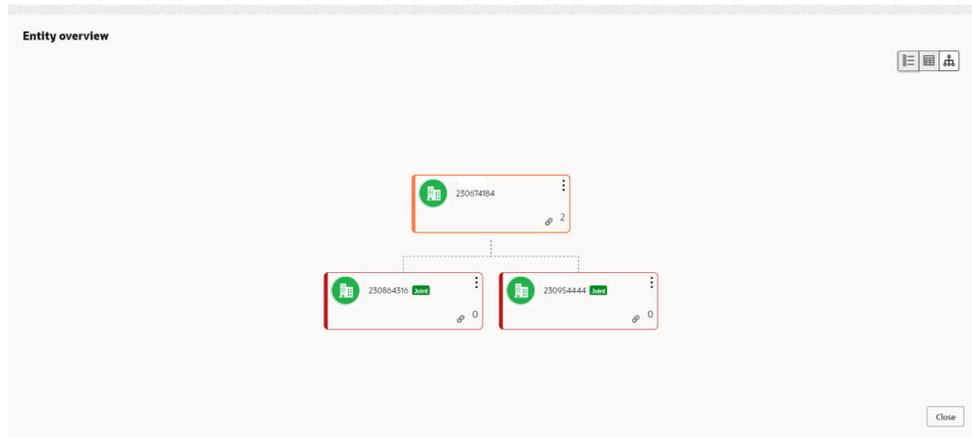 Entity overview
230674184
2
230864316 Joint
0
230954444 Joint
0
Close